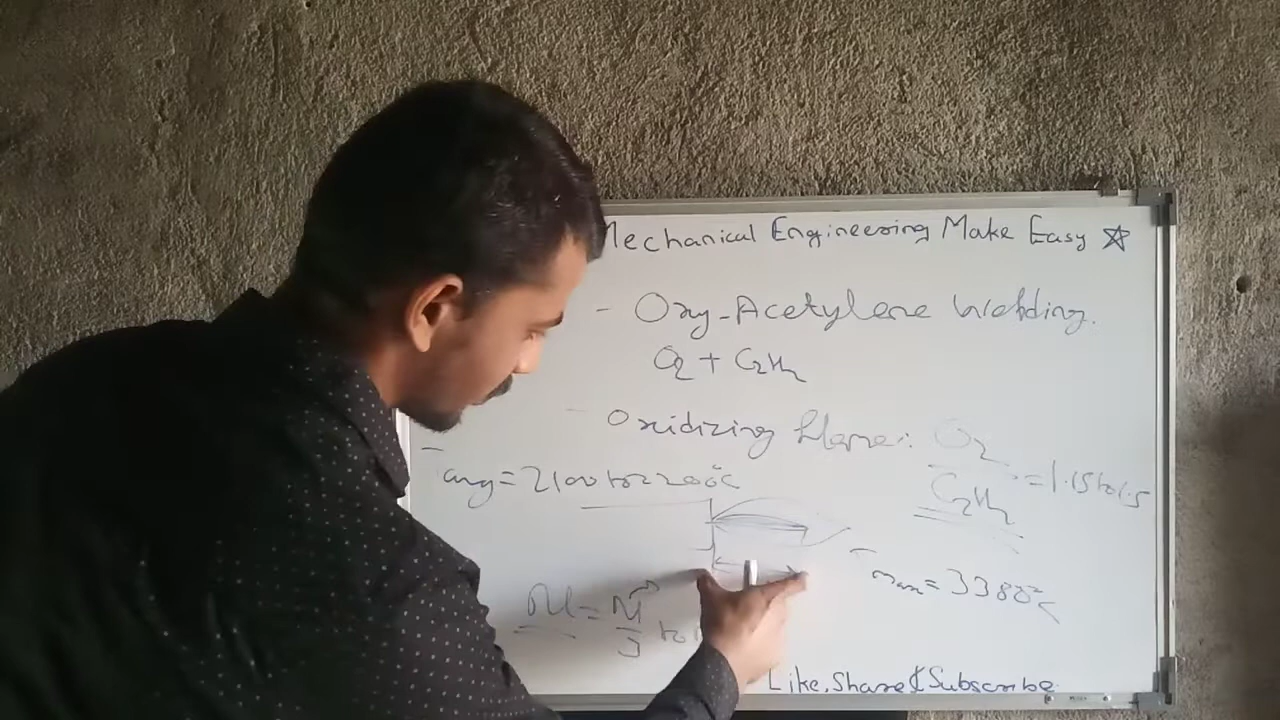 Mechanical Engineering Make Easy ☆
- Oxy-Acetylene Welding.
O2 + C2H2
- Oxidizing flame: O2 / C2H2 = 1.15 to 1.5
Tavg = 2100 to 2200°C
Tmax = 3380°C
to
Like, Share & Subscribe